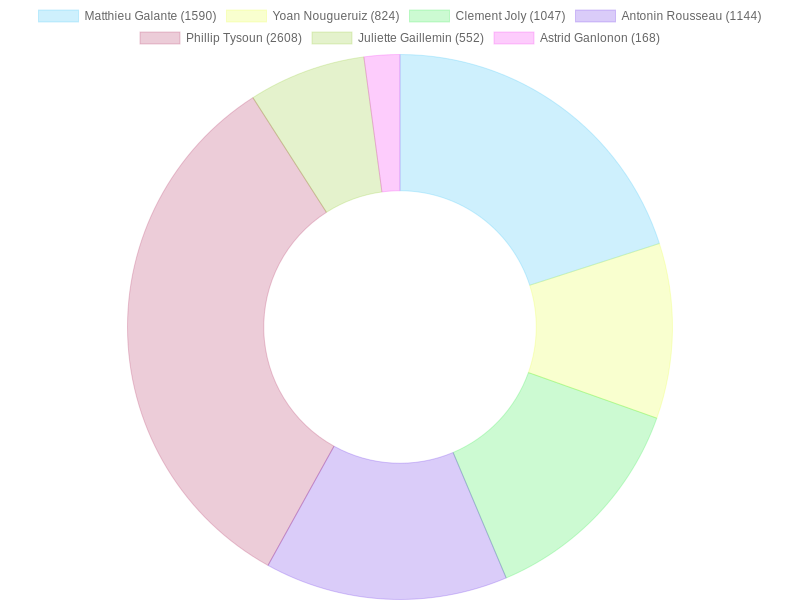 Matthieu Galante (1590) Yoan Nougueruiz (824) Clement Joly (1047) Antonin Rousseau (1144)
Phillip Tysoun (2608) Juliette Gaillemin (552) Astrid Ganlonon (168)